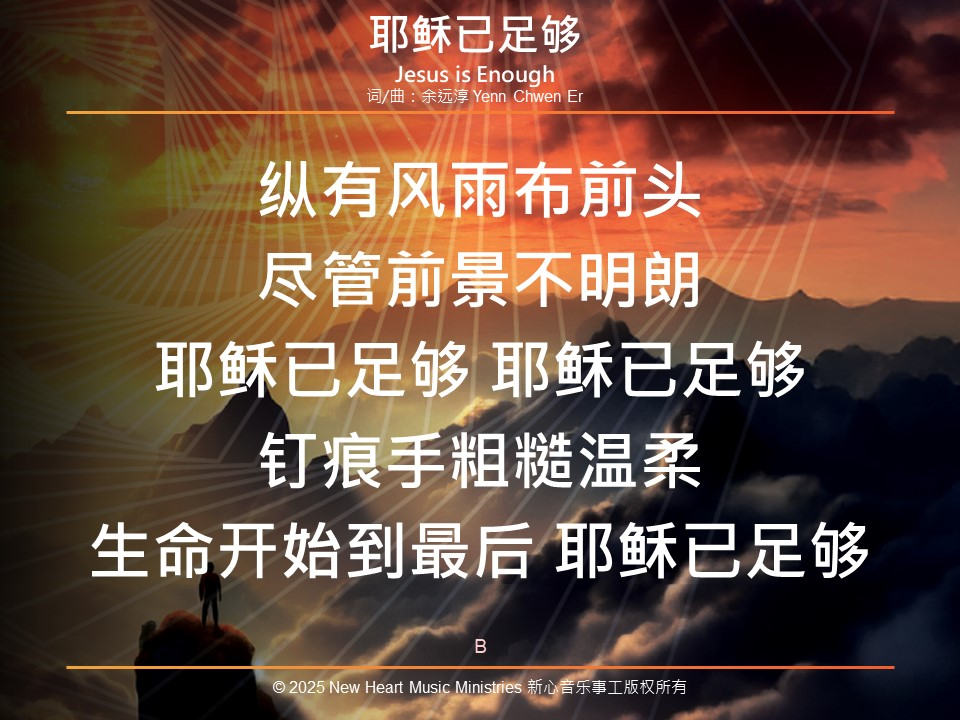 耶稣已足够
Jesus is Enough
词/曲：余远淳 Yenn Chwen Er
纵有风雨布前头
尽管前景不明朗
耶稣已足够 耶稣已足够
钉痕手粗糙温柔
生命开始到最后 耶稣已足够
B
© 2025 New Heart Music Ministries 新心音乐事工版权所有